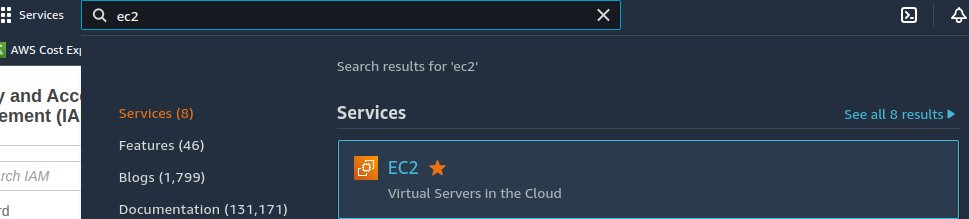 Services
ec2
AWS Cost Exp
Search results for 'ec2'
y and Acc
ement (IA
rch IAM
rd
Services (8)
Features (46)
Blogs (1,799)
Documentation (131,171)
Services
See all 8 results
EC2
Virtual Servers in the Cloud